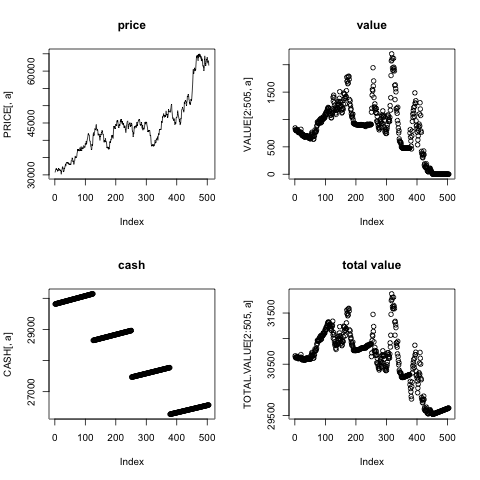 price
PRICE[, a]
30000 45000 60000
0 100 200 300 400 500
Index
value
VALUE[2:505, a]
0 500 1500
0 100 200 300 400 500
Index
cash
CASH[, a]
27000 29000
0 100 200 300 400 500
Index
total value
TOTAL.VALUE[2:505, a]
29500 30500 31500
0 100 200 300 400 500
Index